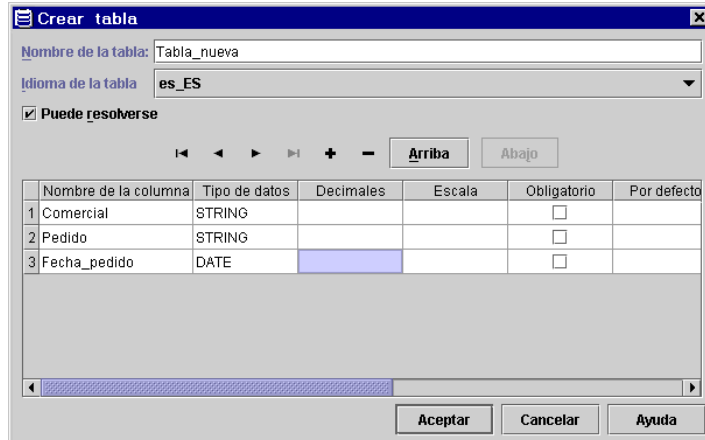 Crear tabla
Nombre de la tabla: Tabla_nueva
Idioma de la tabla es_ES
Puede resolverse
Arriba Abajo
Nombre de la columna Tipo de datos Decimales Escala Obligatorio Por defecto
1 Comercial STRING
2 Pedido STRING
3 Fecha_pedido DATE
Aceptar Cancelar Ayuda